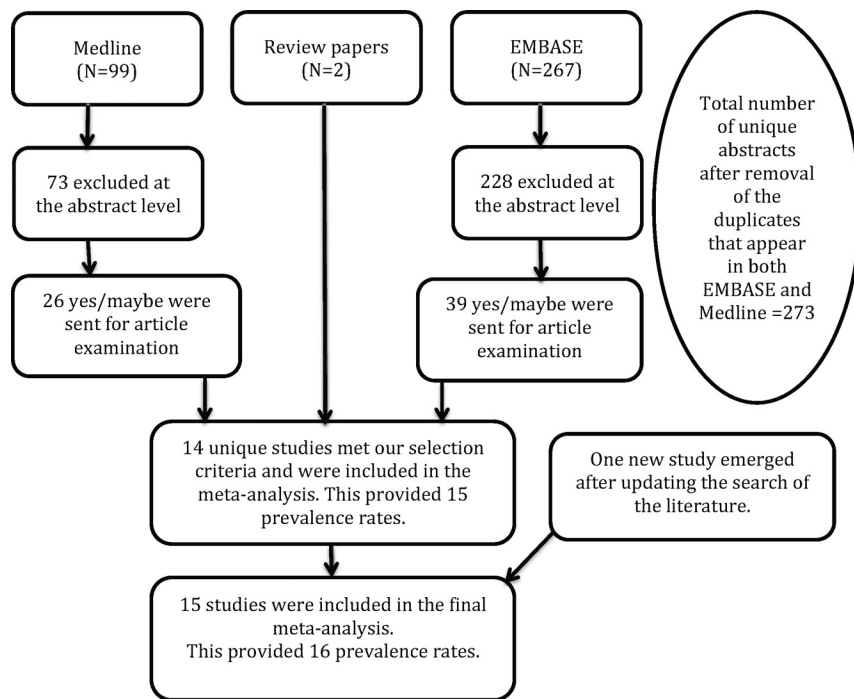 Medline
(N=99)
Review papers
(N=2)
EMBASE
(N=267)
Total number
of unique
abstracts
after removal
of the
duplicates
that appear
in both
EMBASE and
Medline =273
73 excluded at
the abstract level
228 excluded at
the abstract level
26 yes/maybe were
sent for article
examination
39 yes/maybe were
sent for article
examination
14 unique studies met our selection
criteria and were included in the
meta-analysis. This provided 15
prevalence rates.
One new study emerged
after updating the search of
the literature.
15 studies were included in the final
meta-analysis.
This provided 16 prevalence rates.